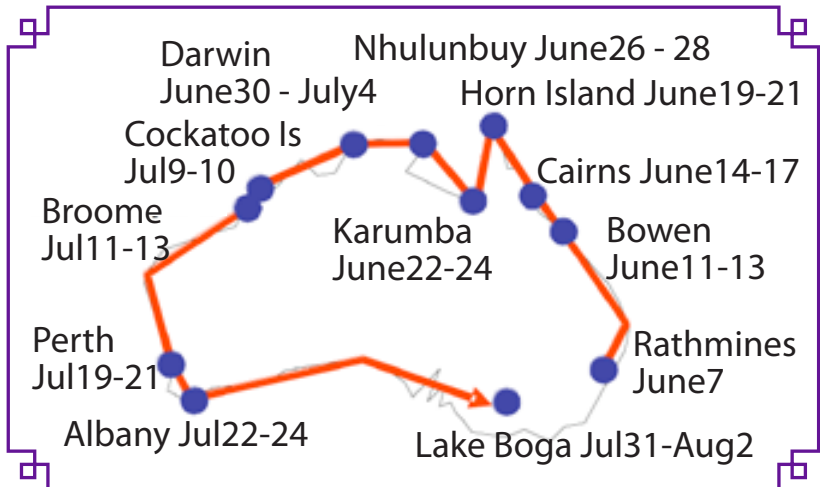 Darwin
June30 - July4
Nhulunbuy June26 - 28
Horn Island June19-21
Cockatoo Is
Jul9-10
Cairns June14-17
Broome
Jul11-13
Karumba
June22-24
Bowen
June11-13
Perth
Jul19-21
Rathmines
June7
Albany Jul22-24
Lake Boga Jul31-Aug2